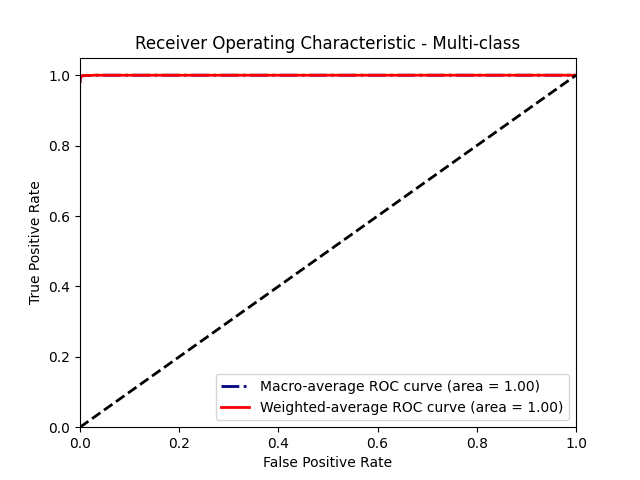 Receiver Operating Characteristic - Multi-class
1.0
0.8
0.6
0.4
0.2
0.0
True Positive Rate
Macro-average ROC curve (area = 1.00)
Weighted-average ROC curve (area = 1.00)
0.0 0.2 0.4 0.6 0.8 1.0
False Positive Rate